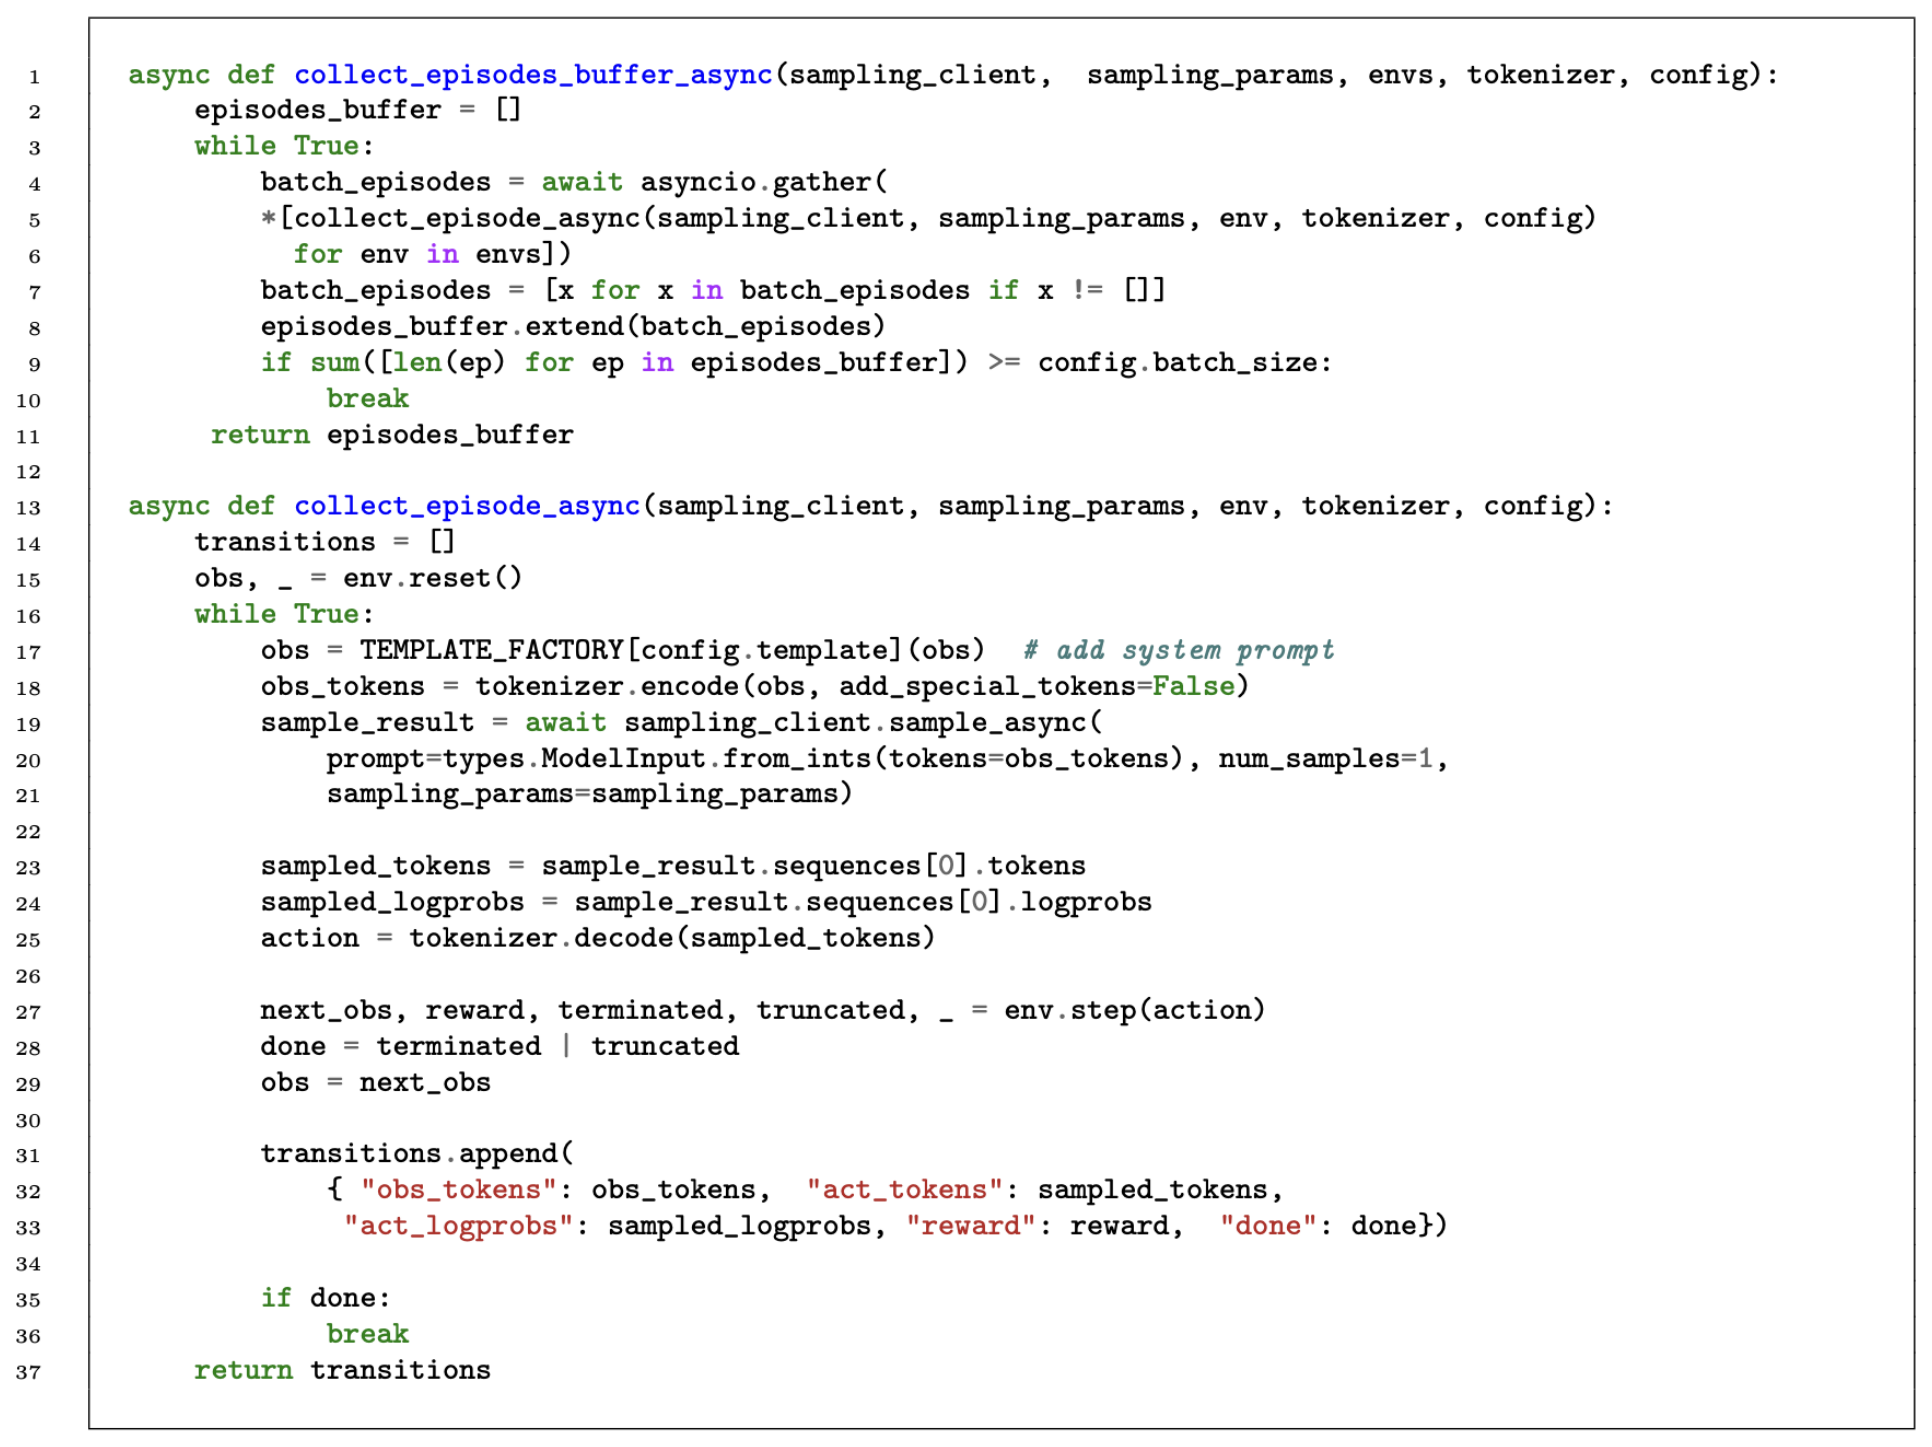 1 async def collect_episodes_buffer_async(sampling_client,  sampling_params, envs, tokenizer, config):
2     episodes_buffer = []
3     while True:
4         batch_episodes = await asyncio.gather(
5         *[collect_episode_async(sampling_client, sampling_params, env, tokenizer, config)
6           for env in envs])
7         batch_episodes = [x for x in batch_episodes if x != []]
8         episodes_buffer.extend(batch_episodes)
9         if sum([len(ep) for ep in episodes_buffer]) >= config.batch_size:
10             break
11      return episodes_buffer
12
13 async def collect_episode_async(sampling_client, sampling_params, env, tokenizer, config):
14     transitions = []
15     obs, _ = env.reset()
16     while True:
17         obs = TEMPLATE_FACTORY[config.template](obs)  # add system prompt
18         obs_tokens = tokenizer.encode(obs, add_special_tokens=False)
19         sample_result = await sampling_client.sample_async(
20             prompt=types.ModelInput.from_ints(tokens=obs_tokens), num_samples=1,
21             sampling_params=sampling_params)
22
23         sampled_tokens = sample_result.sequences[0].tokens
24         sampled_logprobs = sample_result.sequences[0].logprobs
25         action = tokenizer.decode(sampled_tokens)
26
27         next_obs, reward, terminated, truncated, _ = env.step(action)
28         done = terminated | truncated
29         obs = next_obs
30
31         transitions.append(
32             { "obs_tokens": obs_tokens,  "act_tokens": sampled_tokens,
33              "act_logprobs": sampled_logprobs, "reward": reward,  "done": done})
34
35         if done:
36             break
37     return transitions